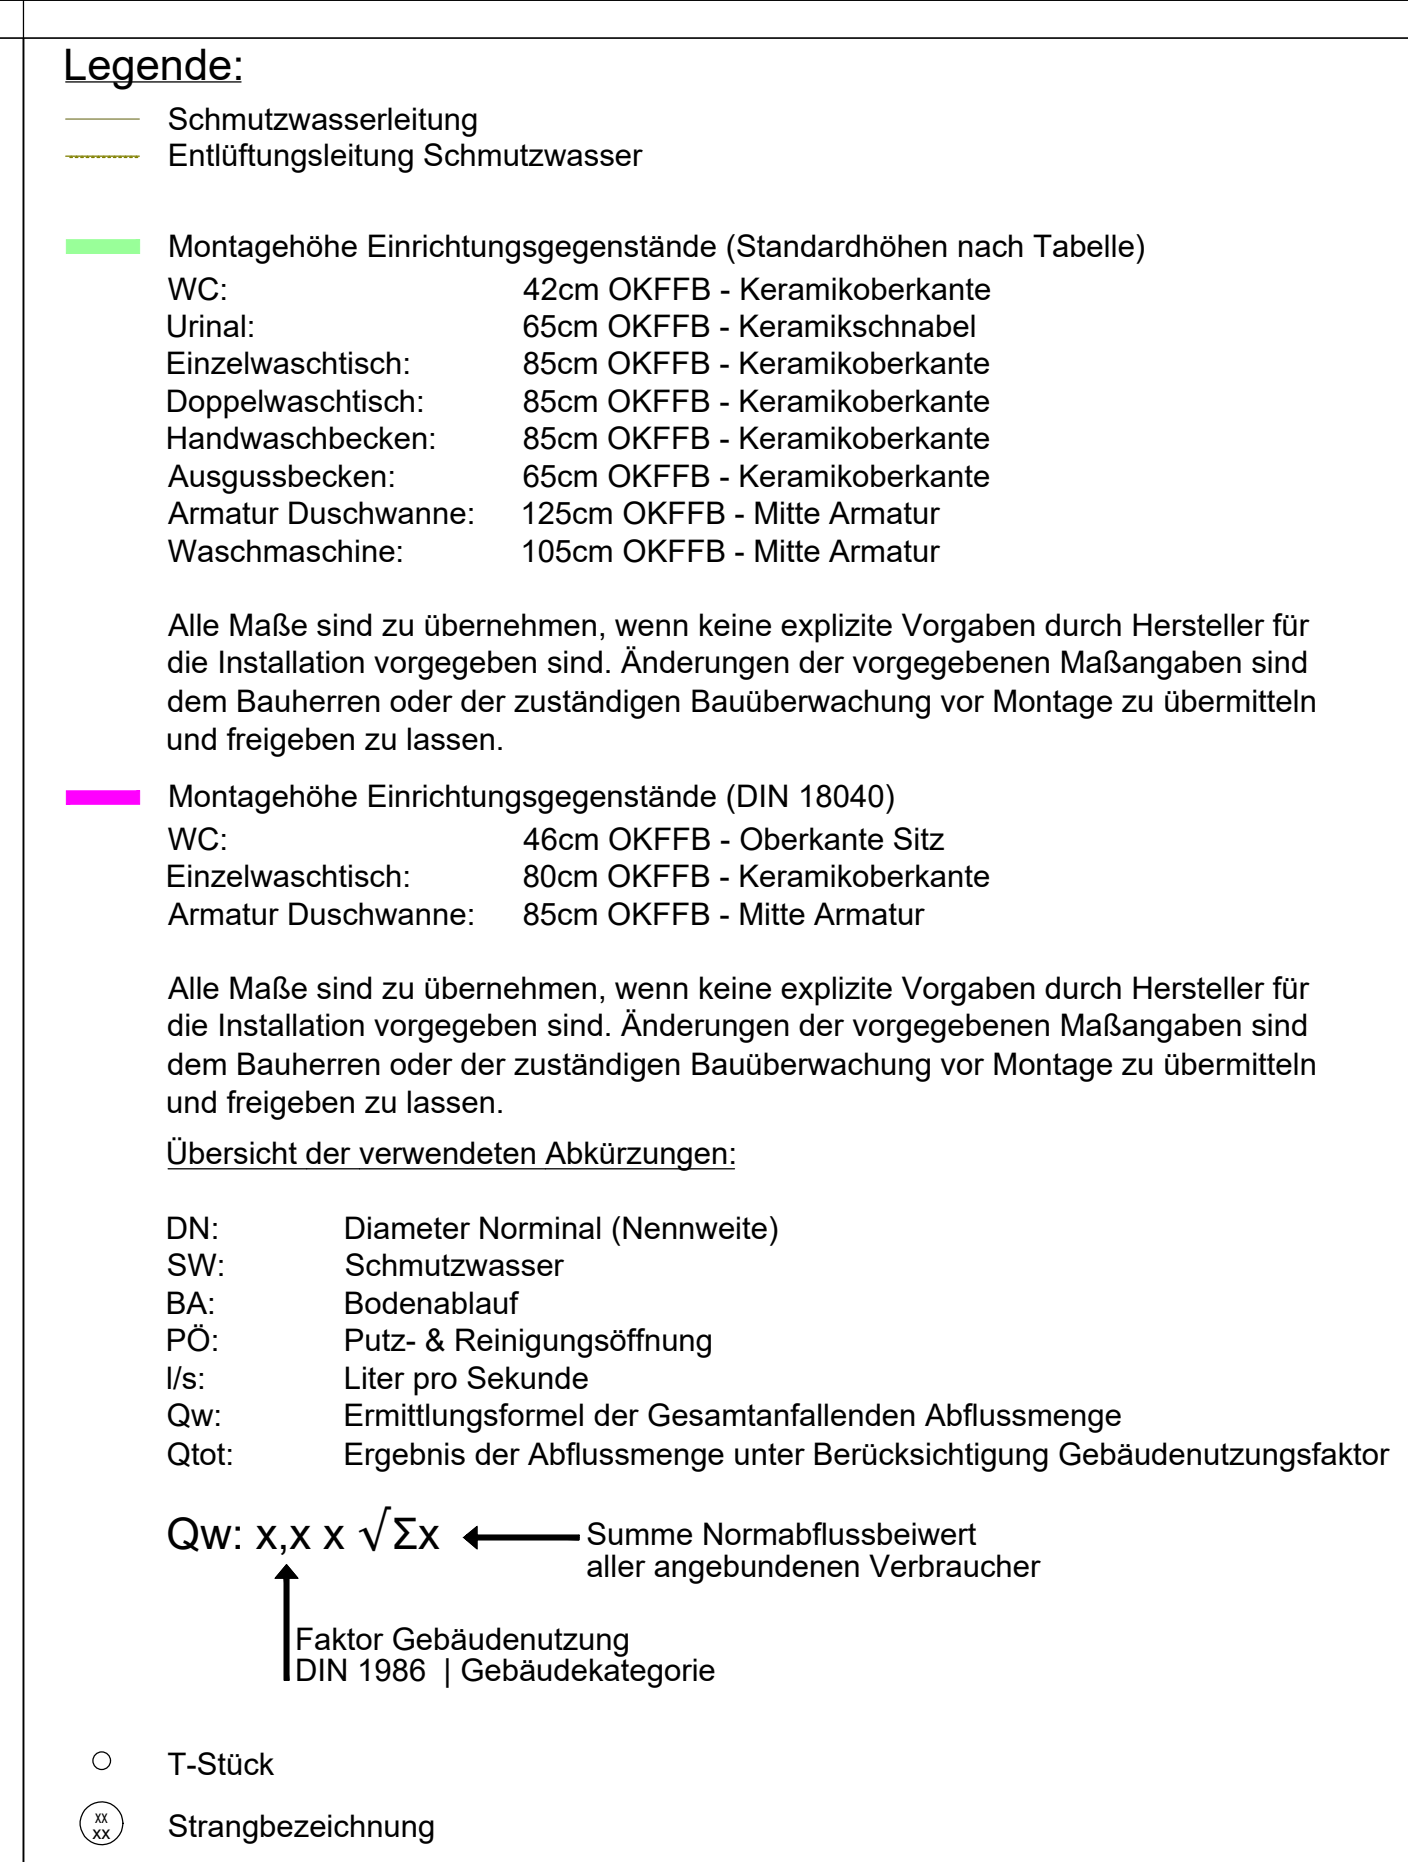 Legende:
Schmutzwasserleitung
Entlüftungsleitung Schmutzwasser
Montagehöhe Einrichtungsgegenstände (Standardhöhen nach Tabelle)
WC: 42cm OKFFB - Keramikoberkante
Urinal: 65cm OKFFB - Keramikschnabel
Einzelwaschtisch: 85cm OKFFB - Keramikoberkante
Doppelwaschtisch: 85cm OKFFB - Keramikoberkante
Handwaschbecken: 85cm OKFFB - Keramikoberkante
Ausgussbecken: 65cm OKFFB - Keramikoberkante
Armatur Duschwanne: 125cm OKFFB - Mitte Armatur
Waschmaschine: 105cm OKFFB - Mitte Armatur
Alle Maße sind zu übernehmen, wenn keine explizite Vorgaben durch Hersteller für
die Installation vorgegeben sind. Änderungen der vorgegebenen Maßangaben sind
dem Bauherren oder der zuständigen Bauüberwachung vor Montage zu übermitteln
und freigeben zu lassen.
Montagehöhe Einrichtungsgegenstände (DIN 18040)
WC: 46cm OKFFB - Oberkante Sitz
Einzelwaschtisch: 80cm OKFFB - Keramikoberkante
Armatur Duschwanne: 85cm OKFFB - Mitte Armatur
Alle Maße sind zu übernehmen, wenn keine explizite Vorgaben durch Hersteller für
die Installation vorgegeben sind. Änderungen der vorgegebenen Maßangaben sind
dem Bauherren oder der zuständigen Bauüberwachung vor Montage zu übermitteln
und freigeben zu lassen.
Übersicht der verwendeten Abkürzungen:
DN: Diameter Norminal (Nennweite)
SW: Schmutzwasser
BA: Bodenablauf
PÖ: Putz- & Reinigungsöffnung
l/s: Liter pro Sekunde
Qw: Ermittlungsformel der Gesamtanfallenden Abflussmenge
Qtot: Ergebnis der Abflussmenge unter Berücksichtigung Gebäudenutzungsfaktor
Qw: x,x x √Σx
Summe Normabflussbeiwert
aller angebundenen Verbraucher
Faktor Gebäudenutzung
DIN 1986 | Gebäudekategorie
T-Stück
xx
xx
Strangbezeichnung